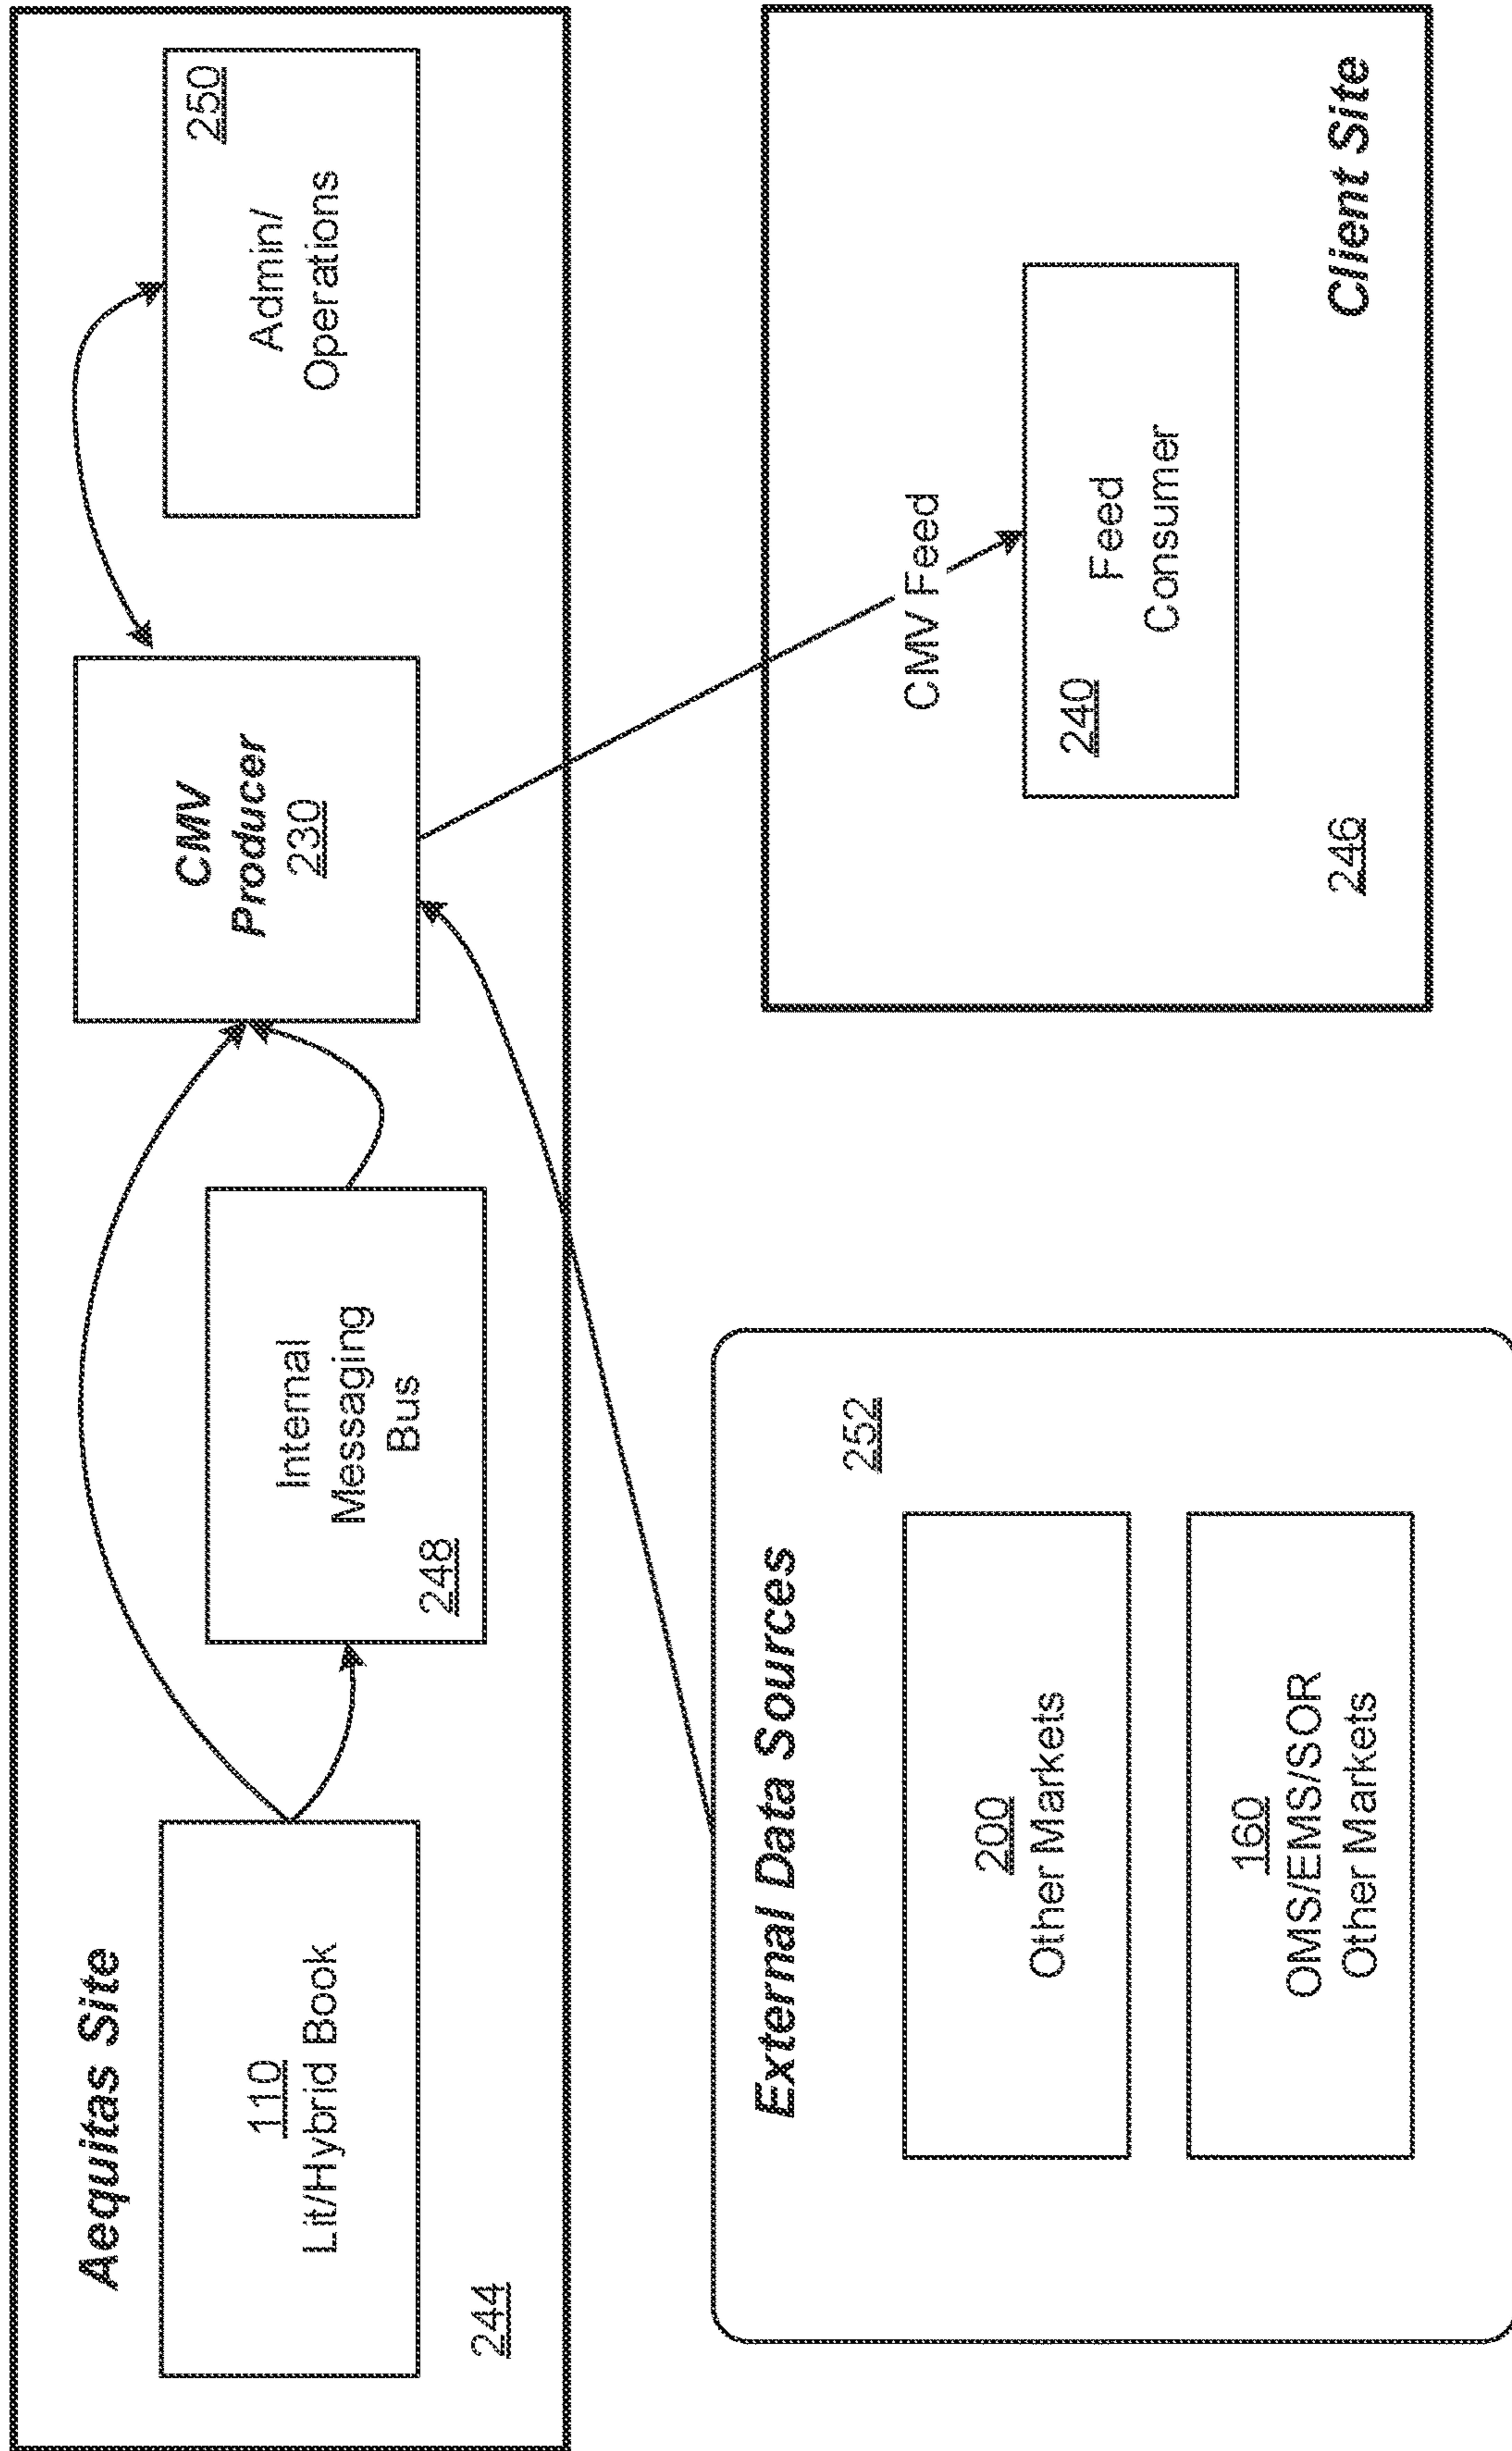 Aequitas Site
110
Lit/Hybrid Book
244
Internal
Messaging
Bus
248
CMV
Producer
230
250
Admin/
Operations
External Data Sources
252
200
Other Markets
160
OMS/EMS/SOR
Other Markets
CMV Feed
240
Feed
Consumer
246
Client Site